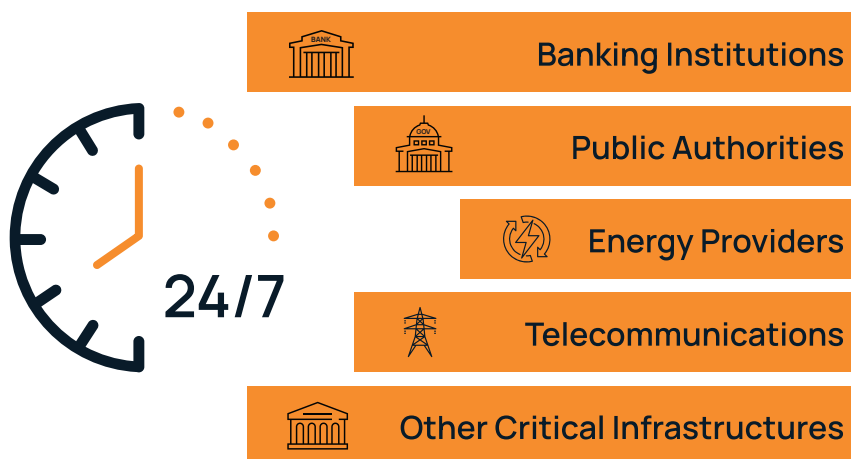 BANK
Banking Institutions
GOV
Public Authorities
Energy Providers
24/7
Telecommunications
Other Critical Infrastructures